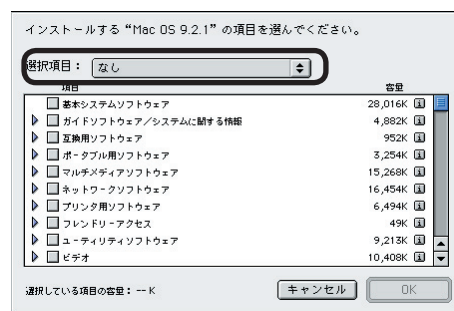 インストールする“Mac OS 9.2.1”の項目を選んでください。
選択項目： なし
項目 容量
基本システムソフトウェア 28,016K
ガイドソフトウェア／システムに関する情報 4,882K
互換用ソフトウェア 952K
ポータブル用ソフトウェア 3,254K
マルチメディアソフトウェア 15,268K
ネットワークソフトウェア 16,454K
プリンタ用ソフトウェア 6,494K
フレンドリーアクセス 49K
ユーティリティソフトウェア 9,213K
ビデオ 10,408K
選択している項目の容量： -- K キャンセル OK